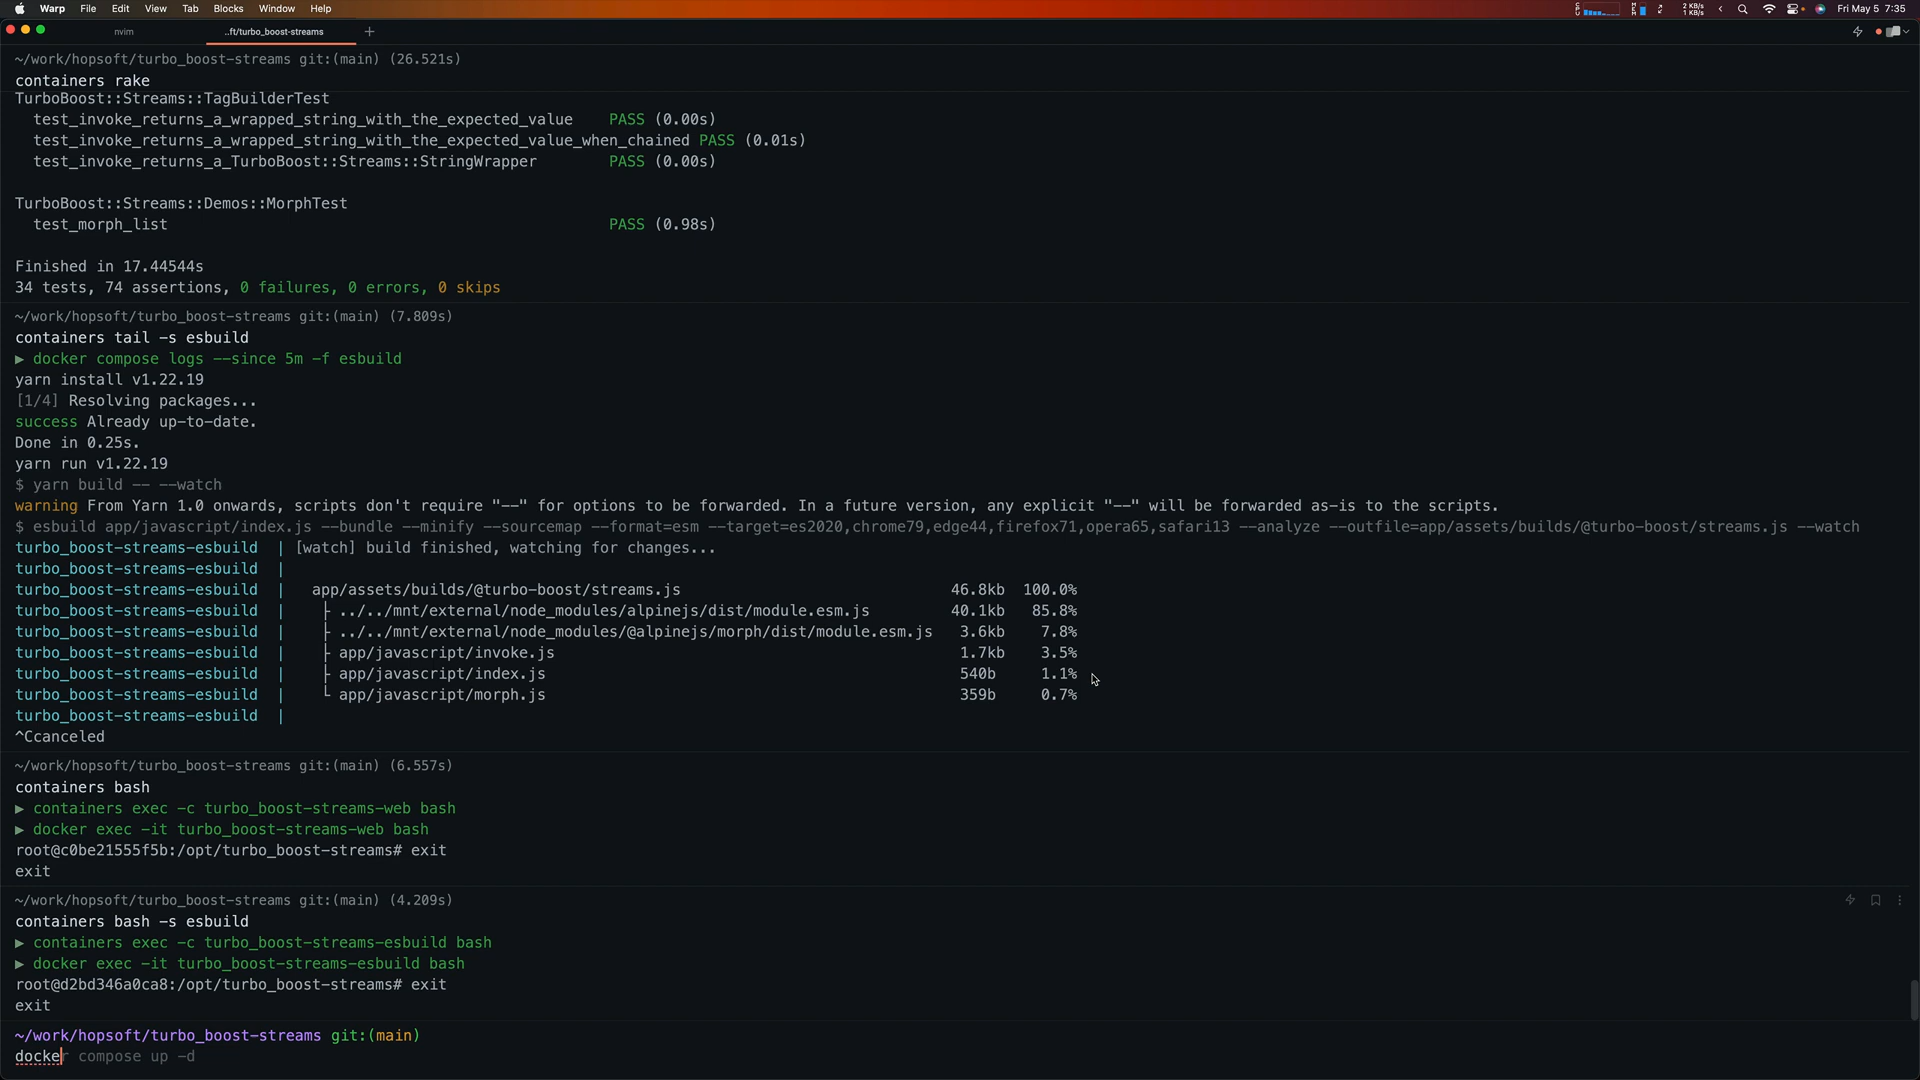 Warp File Edit View Tab Blocks Window Help 2 KB/s 1 KB/s Fri May 5 7:35
nvim ..ft/turbo_boost-streams +
~/work/hopsoft/turbo_boost-streams git:(main) (26.521s)
containers rake
TurboBoost::Streams::TagBuilderTest
test_invoke_returns_a_wrapped_string_with_the_expected_value PASS (0.00s)
test_invoke_returns_a_wrapped_string_with_the_expected_value_when_chained PASS (0.01s)
test_invoke_returns_a_TurboBoost::Streams::StringWrapper PASS (0.00s)
TurboBoost::Streams::Demos::MorphTest
test_morph_list PASS (0.98s)
Finished in 17.44544s
34 tests, 74 assertions, 0 failures, 0 errors, 0 skips
~/work/hopsoft/turbo_boost-streams git:(main) (7.809s)
containers tail -s esbuild
▶ docker compose logs --since 5m -f esbuild
yarn install v1.22.19
[1/4] Resolving packages...
success Already up-to-date.
Done in 0.25s.
yarn run v1.22.19
$ yarn build -- --watch
warning From Yarn 1.0 onwards, scripts don't require "--" for options to be forwarded. In a future version, any explicit "--" will be forwarded as-is to the scripts.
$ esbuild app/javascript/index.js --bundle --minify --sourcemap --format=esm --target=es2020,chrome79,edge44,firefox71,opera65,safari13 --analyze --outfile=app/assets/builds/@turbo-boost/streams.js --watch
turbo_boost-streams-esbuild | [watch] build finished, watching for changes...
turbo_boost-streams-esbuild |
turbo_boost-streams-esbuild | app/assets/builds/@turbo-boost/streams.js 46.8kb 100.0%
turbo_boost-streams-esbuild | ├ ../../mnt/external/node_modules/alpinejs/dist/module.esm.js 40.1kb 85.8%
turbo_boost-streams-esbuild | ├ ../../mnt/external/node_modules/@alpinejs/morph/dist/module.esm.js 3.6kb 7.8%
turbo_boost-streams-esbuild | ├ app/javascript/invoke.js 1.7kb 3.5%
turbo_boost-streams-esbuild | ├ app/javascript/index.js 540b 1.1%
turbo_boost-streams-esbuild | └ app/javascript/morph.js 359b 0.7%
turbo_boost-streams-esbuild |
^Ccanceled
~/work/hopsoft/turbo_boost-streams git:(main) (6.557s)
containers bash
▶ containers exec -c turbo_boost-streams-web bash
▶ docker exec -it turbo_boost-streams-web bash
root@c0be21555f5b:/opt/turbo_boost-streams# exit
exit
~/work/hopsoft/turbo_boost-streams git:(main) (4.209s)
containers bash -s esbuild
▶ containers exec -c turbo_boost-streams-esbuild bash
▶ docker exec -it turbo_boost-streams-esbuild bash
root@d2bd346a0ca8:/opt/turbo_boost-streams# exit
exit
~/work/hopsoft/turbo_boost-streams git:(main)
docker compose up -d